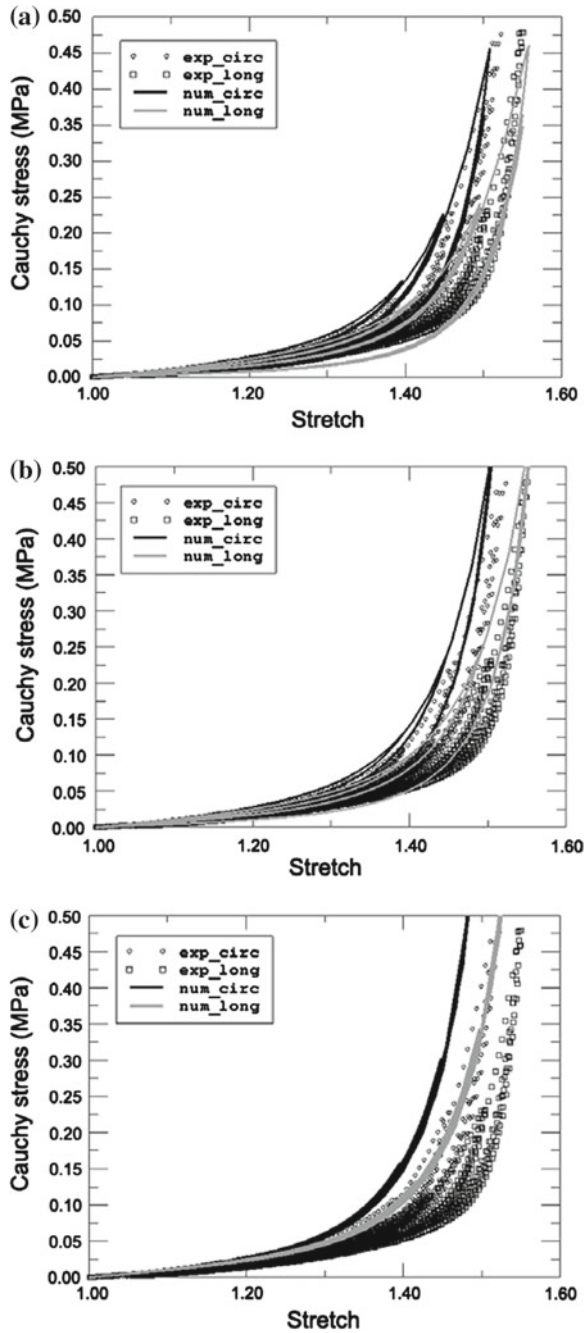 (a)
0.50
0.45
0.40
0.35
0.30
0.25
0.20
0.15
0.10
0.05
0.00
Cauchy stress (MPa)
exp_circ
exp_long
num_circ
num_long
1.00
1.20
1.40
1.60
Stretch
(b)
0.50
0.45
0.40
0.35
0.30
0.25
0.20
0.15
0.10
0.05
0.00
Cauchy stress (MPa)
exp_circ
exp_long
num_circ
num_long
1.00
1.20
1.40
1.60
Stretch
(c)
0.50
0.45
0.40
0.35
0.30
0.25
0.20
0.15
0.10
0.05
0.00
Cauchy stress (MPa)
exp_circ
exp_long
num_circ
num_long
1.00
1.20
1.40
1.60
Stretch